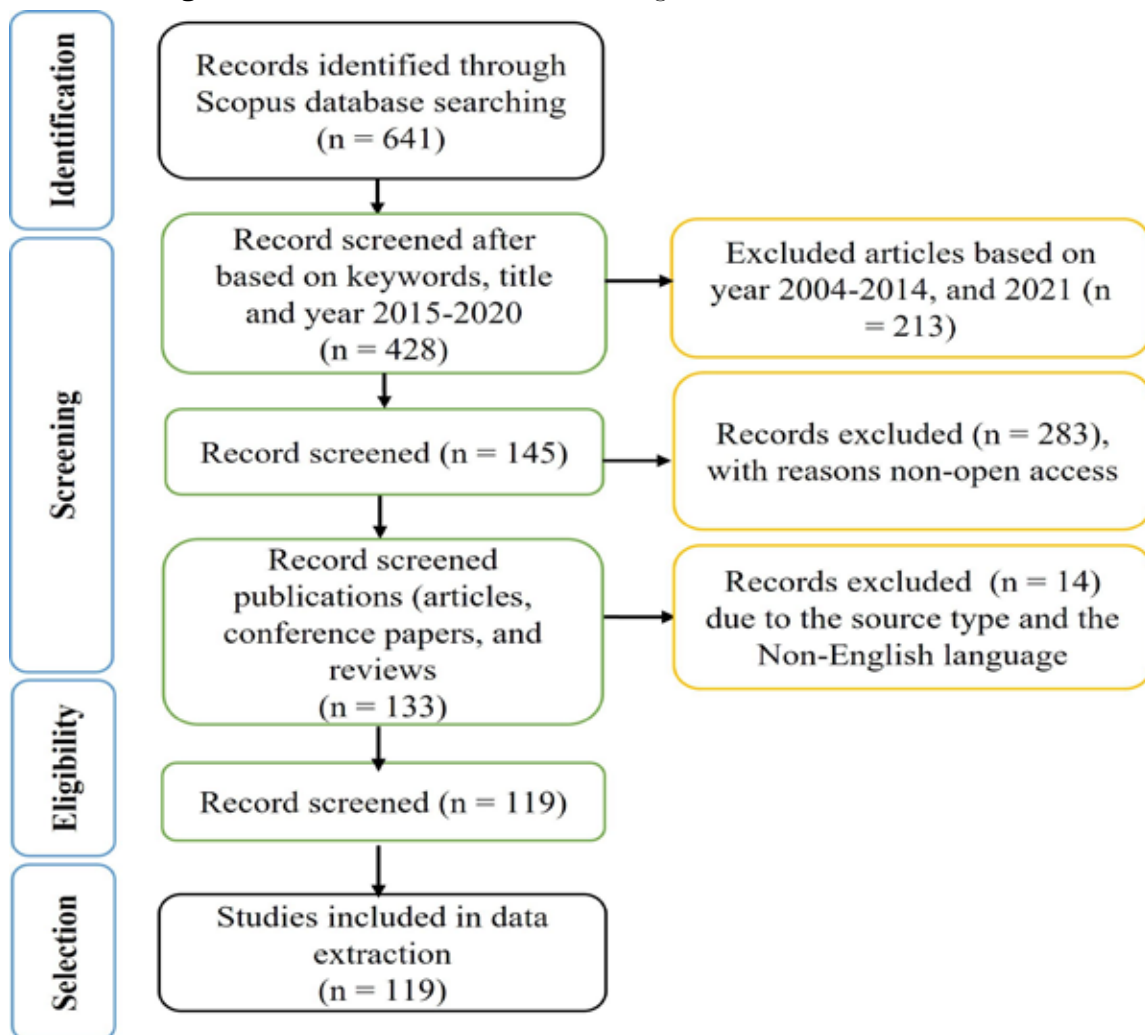 Identification
Records identified through
Scopus database searching
(n = 641)
Screening
Record screened after
based on keywords, title
and year 2015-2020
(n = 428)
Excluded articles based on
year 2004-2014, and 2021 (n
= 213)
Record screened (n = 145)
Records excluded (n = 283),
with reasons non-open access
Record screened
publications (articles,
conference papers, and
reviews
(n = 133)
Records excluded (n = 14)
due to the source type and the
Non-English language
Eligibility
Record screened (n = 119)
Selection
Studies included in data
extraction
(n = 119)